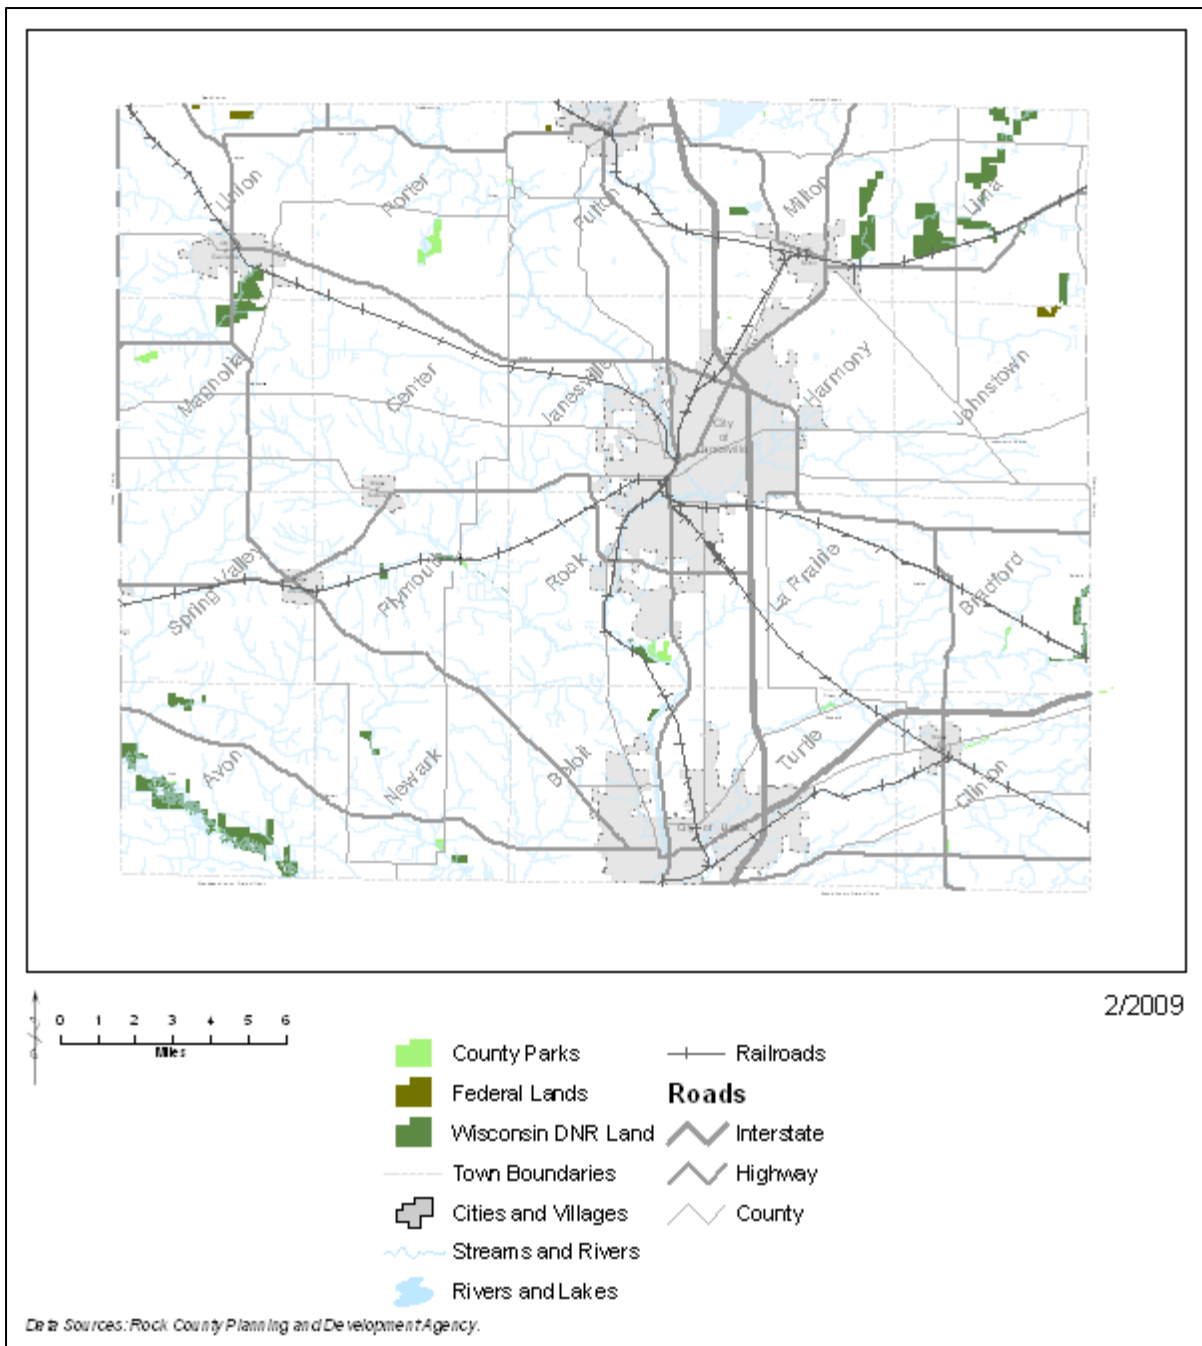 Union
Porter
Fulton
Milton
Lima
Magnolia
Center
Janesville
Harmony
Johnstown
City
of
Janesville
Spring Valley
Plymouth
Rock
La Prairie
Bradford
Avon
Newark
Beloit
Turtle
Clinton
City of Beloit
2/2009
0 1 2 3 4 5 6
Miles
County Parks
Federal Lands
Wisconsin DNR Land
Town Boundaries
Cities and Villages
Streams and Rivers
Rivers and Lakes
Railroads
Roads
Interstate
Highway
County
Data Sources: Rock County Planning and Development Agency.